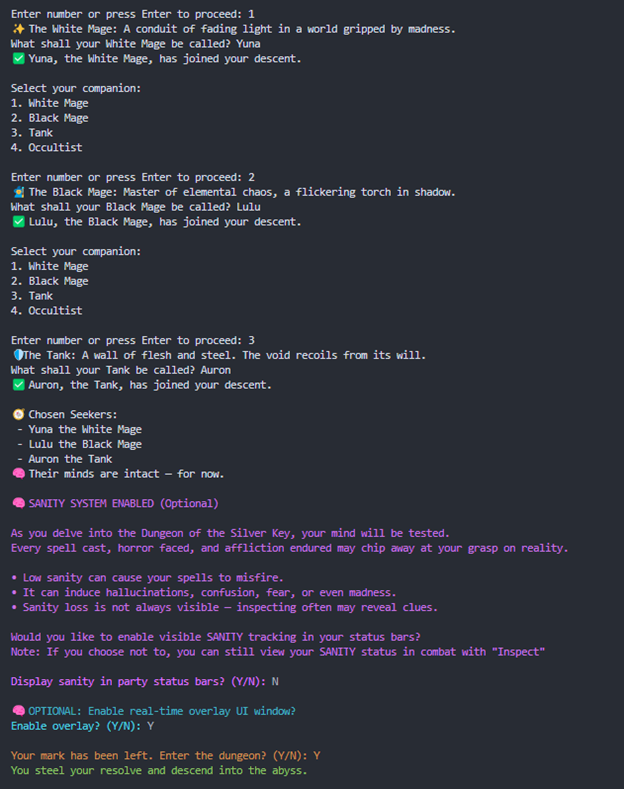 Enter number or press Enter to proceed: 1
✨ The White Mage: A conduit of fading light in a world gripped by madness.
What shall your White Mage be called? Yuna
✅ Yuna, the White Mage, has joined your descent.
Select your companion:
1. White Mage
2. Black Mage
3. Tank
4. Occultist
Enter number or press Enter to proceed: 2
🧙‍♂️ The Black Mage: Master of elemental chaos, a flickering torch in shadow.
What shall your Black Mage be called? Lulu
✅ Lulu, the Black Mage, has joined your descent.
Select your companion:
1. White Mage
2. Black Mage
3. Tank
4. Occultist
Enter number or press Enter to proceed: 3
🛡️The Tank: A wall of flesh and steel. The void recoils from its will.
What shall your Tank be called? Auron
✅ Auron, the Tank, has joined your descent.
🧭 Chosen Seekers:
- Yuna the White Mage
- Lulu the Black Mage
- Auron the Tank
🧠 Their minds are intact — for now.
🧠 SANITY SYSTEM ENABLED (Optional)
As you delve into the Dungeon of the Silver Key, your mind will be tested.
Every spell cast, horror faced, and affliction endured may chip away at your grasp on reality.
• Low sanity can cause your spells to misfire.
• It can induce hallucinations, confusion, fear, or even madness.
• Sanity loss is not always visible — inspecting often may reveal clues.
Would you like to enable visible SANITY tracking in your status bars?
Note: If you choose not to, you can still view your SANITY status in combat with "Inspect"
Display sanity in party status bars? (Y/N): N
🧠 OPTIONAL: Enable real-time overlay UI window?
Enable overlay? (Y/N): Y
Your mark has been left. Enter the dungeon? (Y/N): Y
You steel your resolve and descend into the abyss.